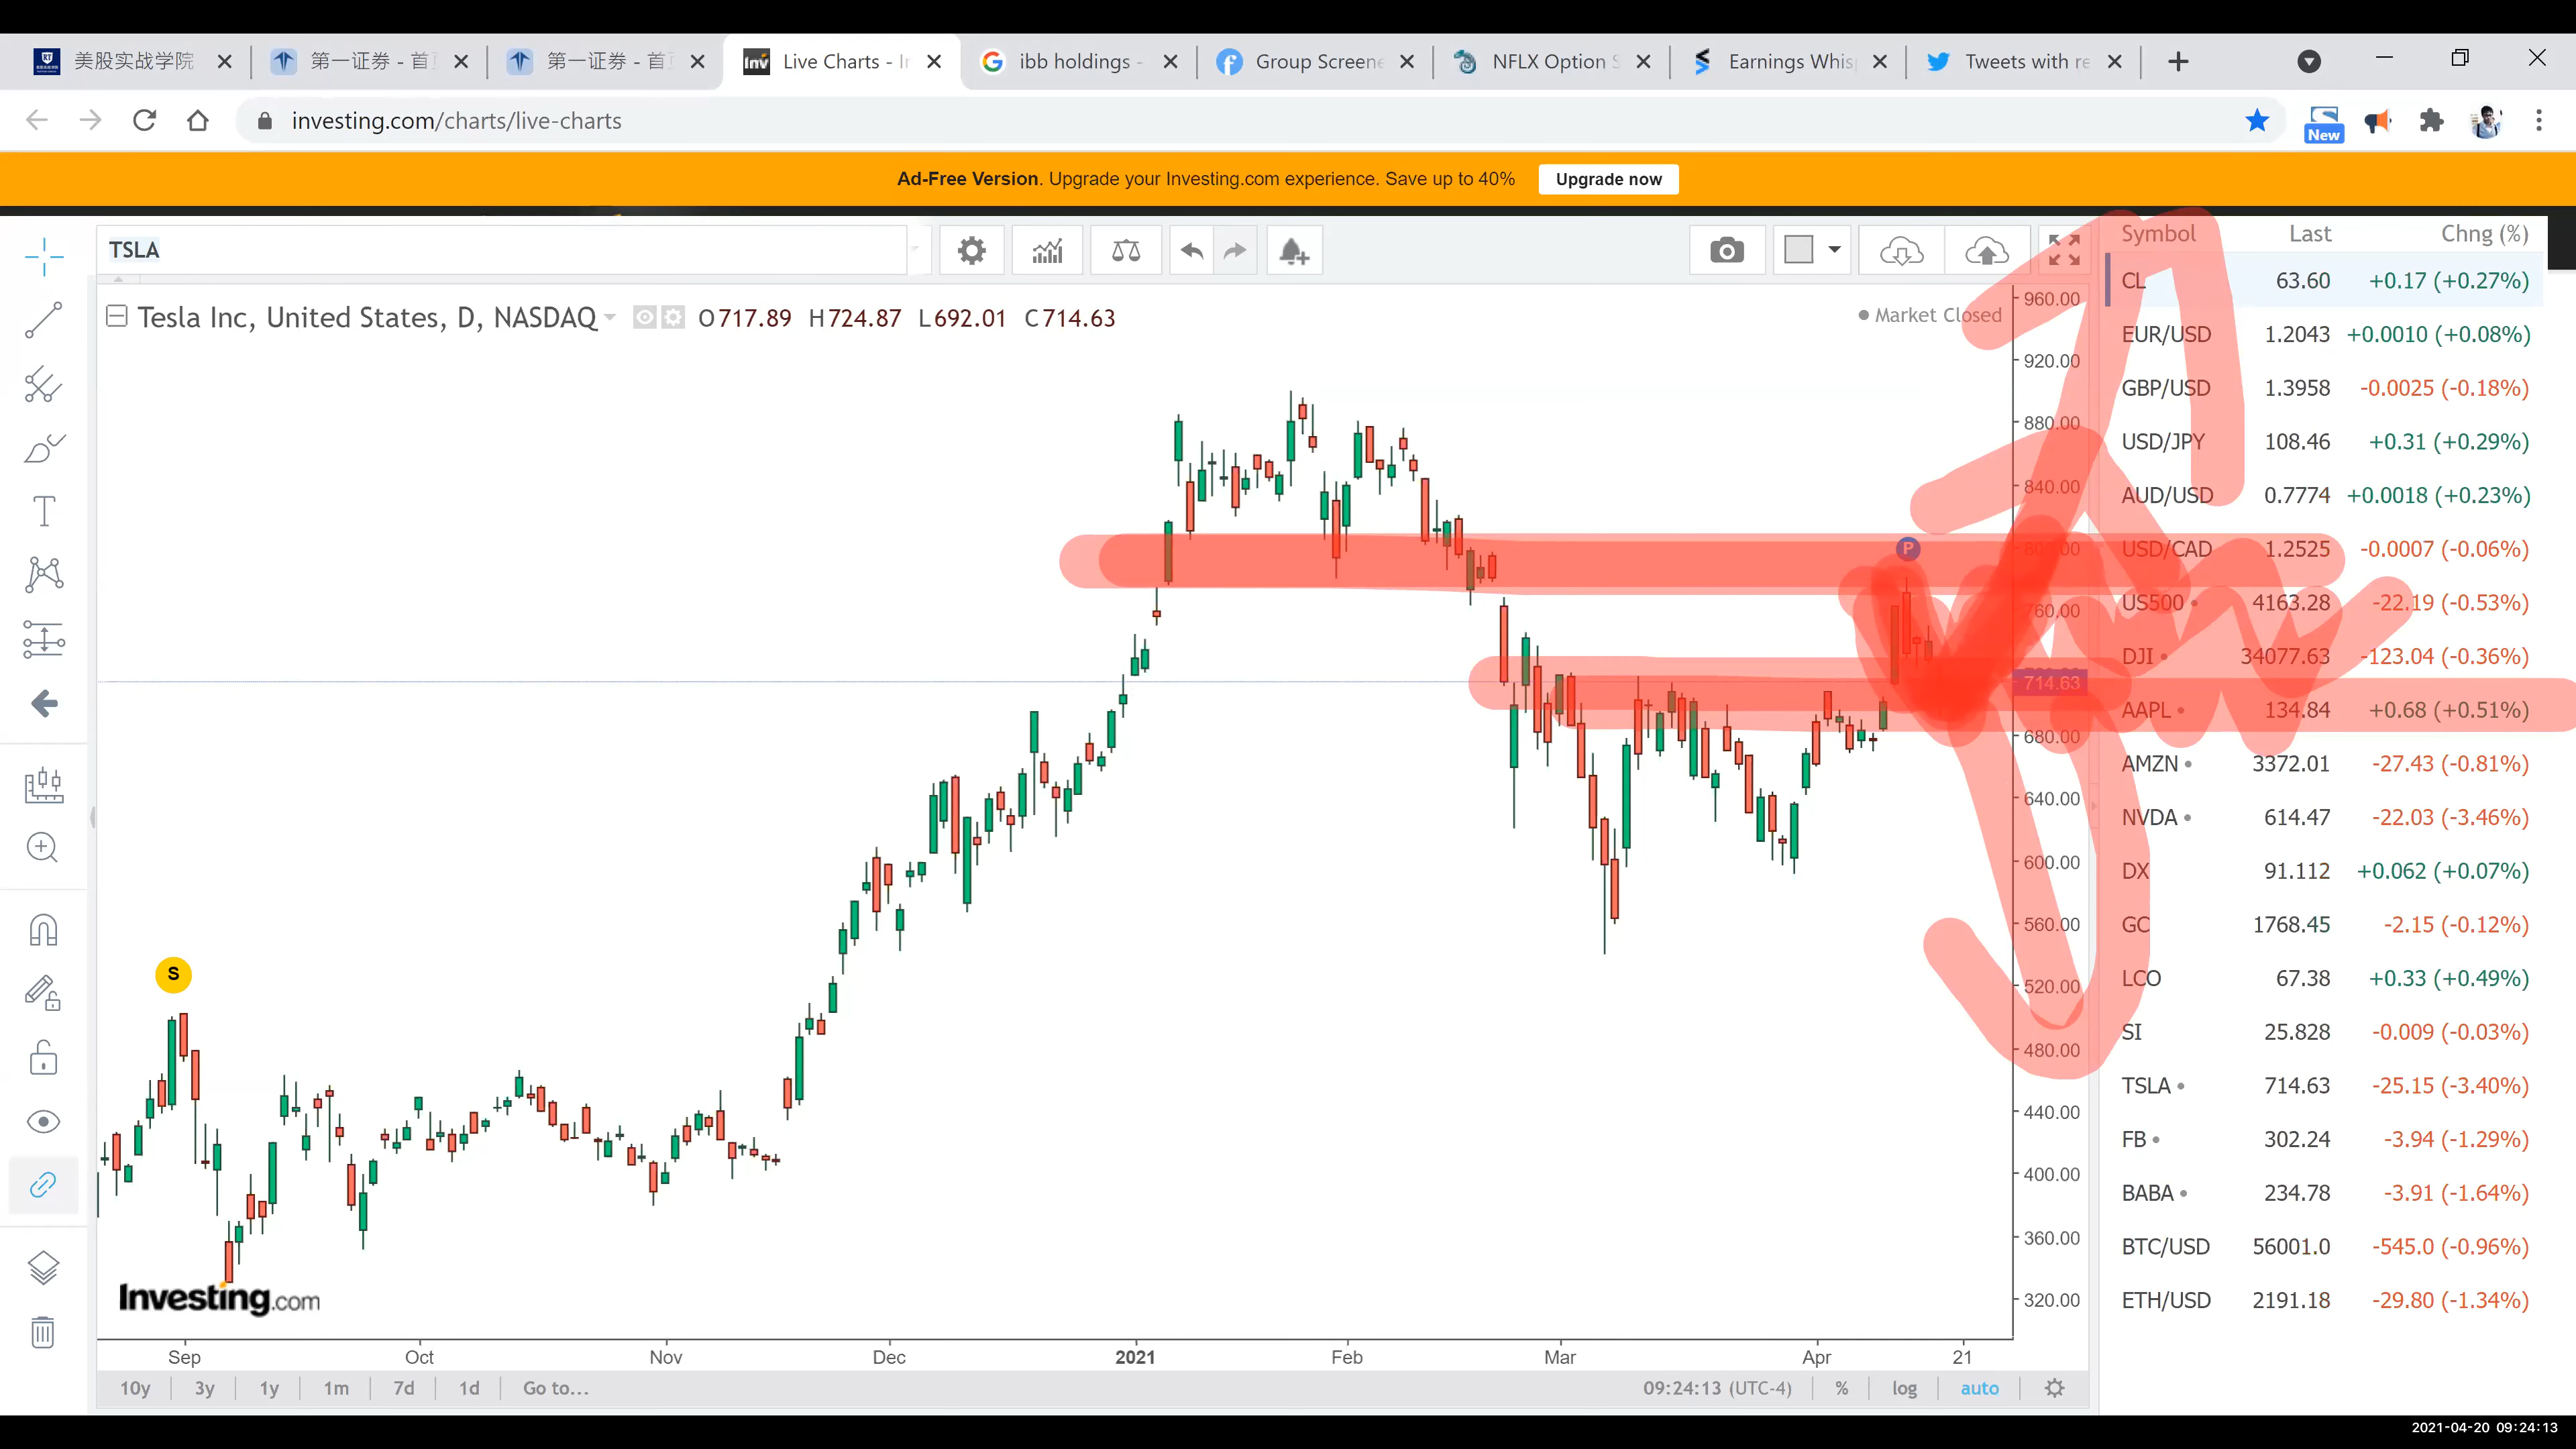 美股实战学院
第一证券 - 首
第一证券 - 首
Live Charts - I
ibb holdings -
Group Screene
NFLX Option S
Earnings Whis
Tweets with re
investing.com/charts/live-charts
New
Ad-Free Version. Upgrade your Investing.com experience. Save up to 40%
Upgrade now
TSLA
Tesla Inc, United States, D, NASDAQ
O717.89 H724.87 L692.01 C714.63
Market Closed
Symbol Last Chng (%)
CL 63.60 +0.17 (+0.27%)
EUR/USD 1.2043 +0.0010 (+0.08%)
GBP/USD 1.3958 -0.0025 (-0.18%)
USD/JPY 108.46 +0.31 (+0.29%)
AUD/USD 0.7774 +0.0018 (+0.23%)
USD/CAD 1.2525 -0.0007 (-0.06%)
US500 4163.28 -22.19 (-0.53%)
DJI 34077.63 -123.04 (-0.36%)
AAPL 134.84 +0.68 (+0.51%)
AMZN 3372.01 -27.43 (-0.81%)
NVDA 614.47 -22.03 (-3.46%)
DX 91.112 +0.062 (+0.07%)
GC 1768.45 -2.15 (-0.12%)
LCO 67.38 +0.33 (+0.49%)
SI 25.828 -0.009 (-0.03%)
TSLA 714.63 -25.15 (-3.40%)
FB 302.24 -3.94 (-1.29%)
BABA 234.78 -3.91 (-1.64%)
BTC/USD 56001.0 -545.0 (-0.96%)
ETH/USD 2191.18 -29.80 (-1.34%)
960.00
920.00
880.00
840.00
800.00
760.00
714.63
680.00
640.00
600.00
560.00
520.00
480.00
440.00
400.00
360.00
320.00
P
S
Investing.com
Sep Oct Nov Dec 2021 Feb Mar Apr 21
10y 3y 1y 1m 7d 1d Go to...
09:24:13 (UTC-4) % log auto
2021-04-20 09:24:13